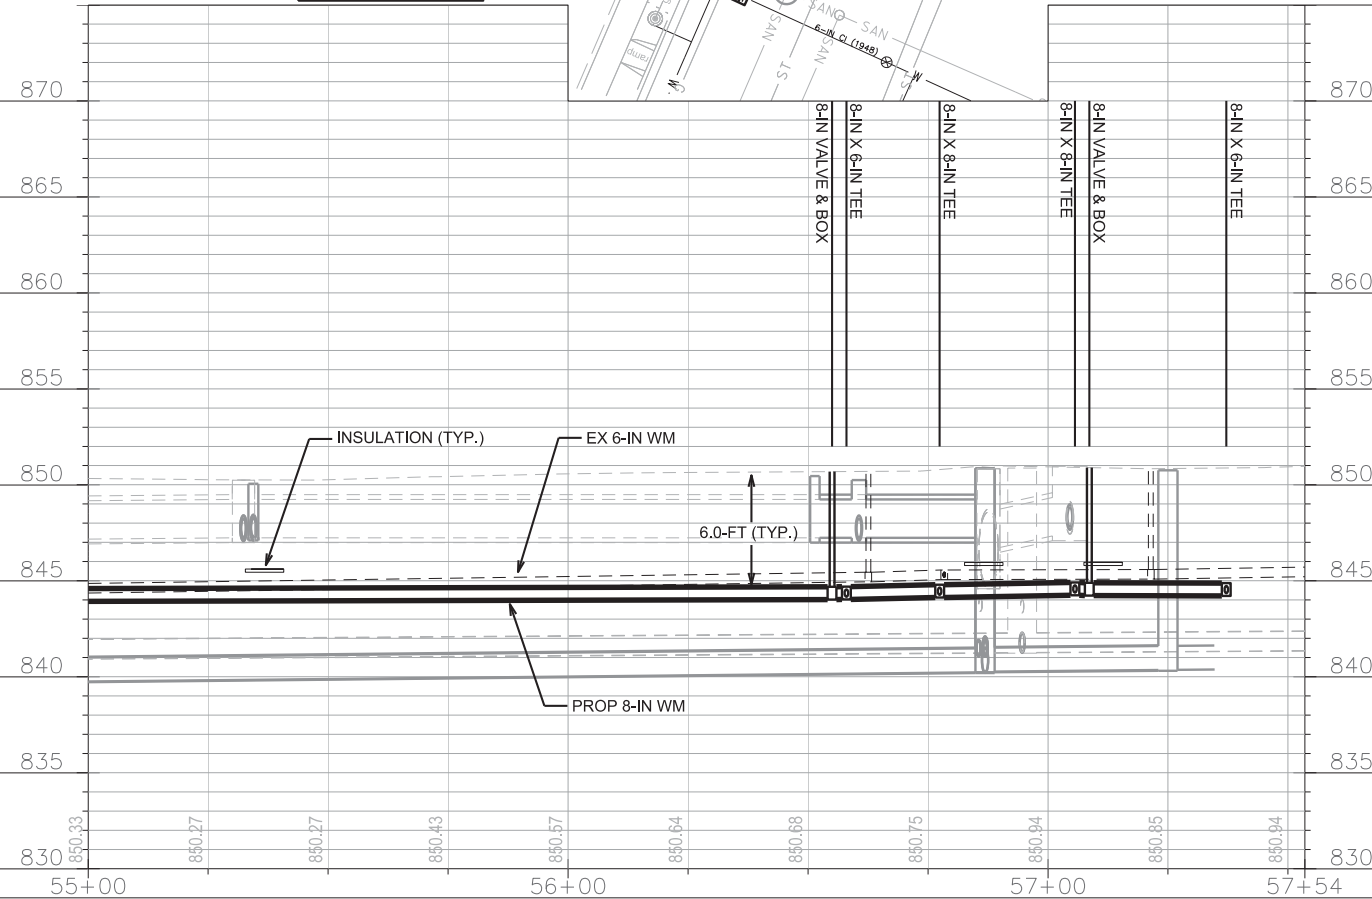 SAN
SAN
6-IN CI (1948)
SAN
SAN
ST
ST
W
W
ramp
870
870
8-IN VALVE & BOX
8-IN X 6-IN TEE
8-IN X 8-IN TEE
8-IN X 8-IN TEE
8-IN VALVE & BOX
8-IN X 6-IN TEE
865
865
860
860
855
855
INSULATION (TYP.)
EX 6-IN WM
850
850
6.0-FT (TYP.)
845
845
840
840
PROP 8-IN WM
835
835
850.33
850.27
850.27
850.43
850.57
850.64
850.68
850.75
850.94
850.85
850.94
830
830
55+00
56+00
57+00
57+54